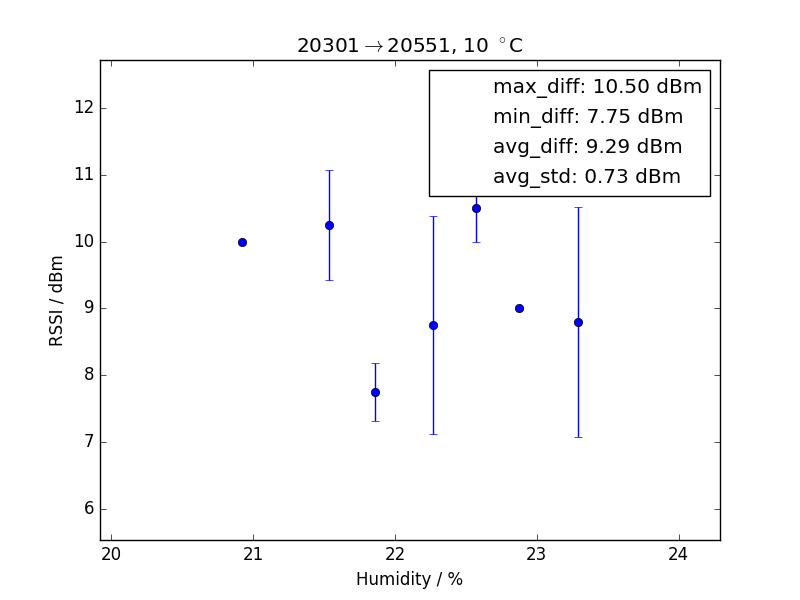 20301→20551, 10 °C
max_diff: 10.50 dBm
min_diff: 7.75 dBm
avg_diff: 9.29 dBm
avg_std: 0.73 dBm
12
11
10
9
8
7
6
RSSI / dBm
20 21 22 23 24
Humidity / %